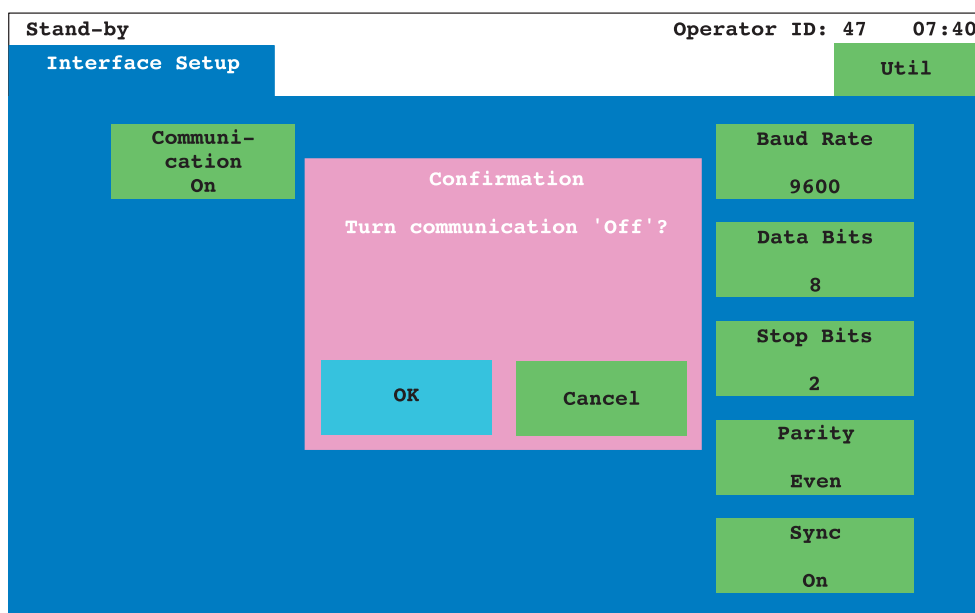 Stand-by
Operator ID: 47 07:40
Interface Setup
Util
Communi-
cation
On
Confirmation
Turn communication 'Off'?
OK
Cancel
Baud Rate
9600
Data Bits
8
Stop Bits
2
Parity
Even
Sync
On